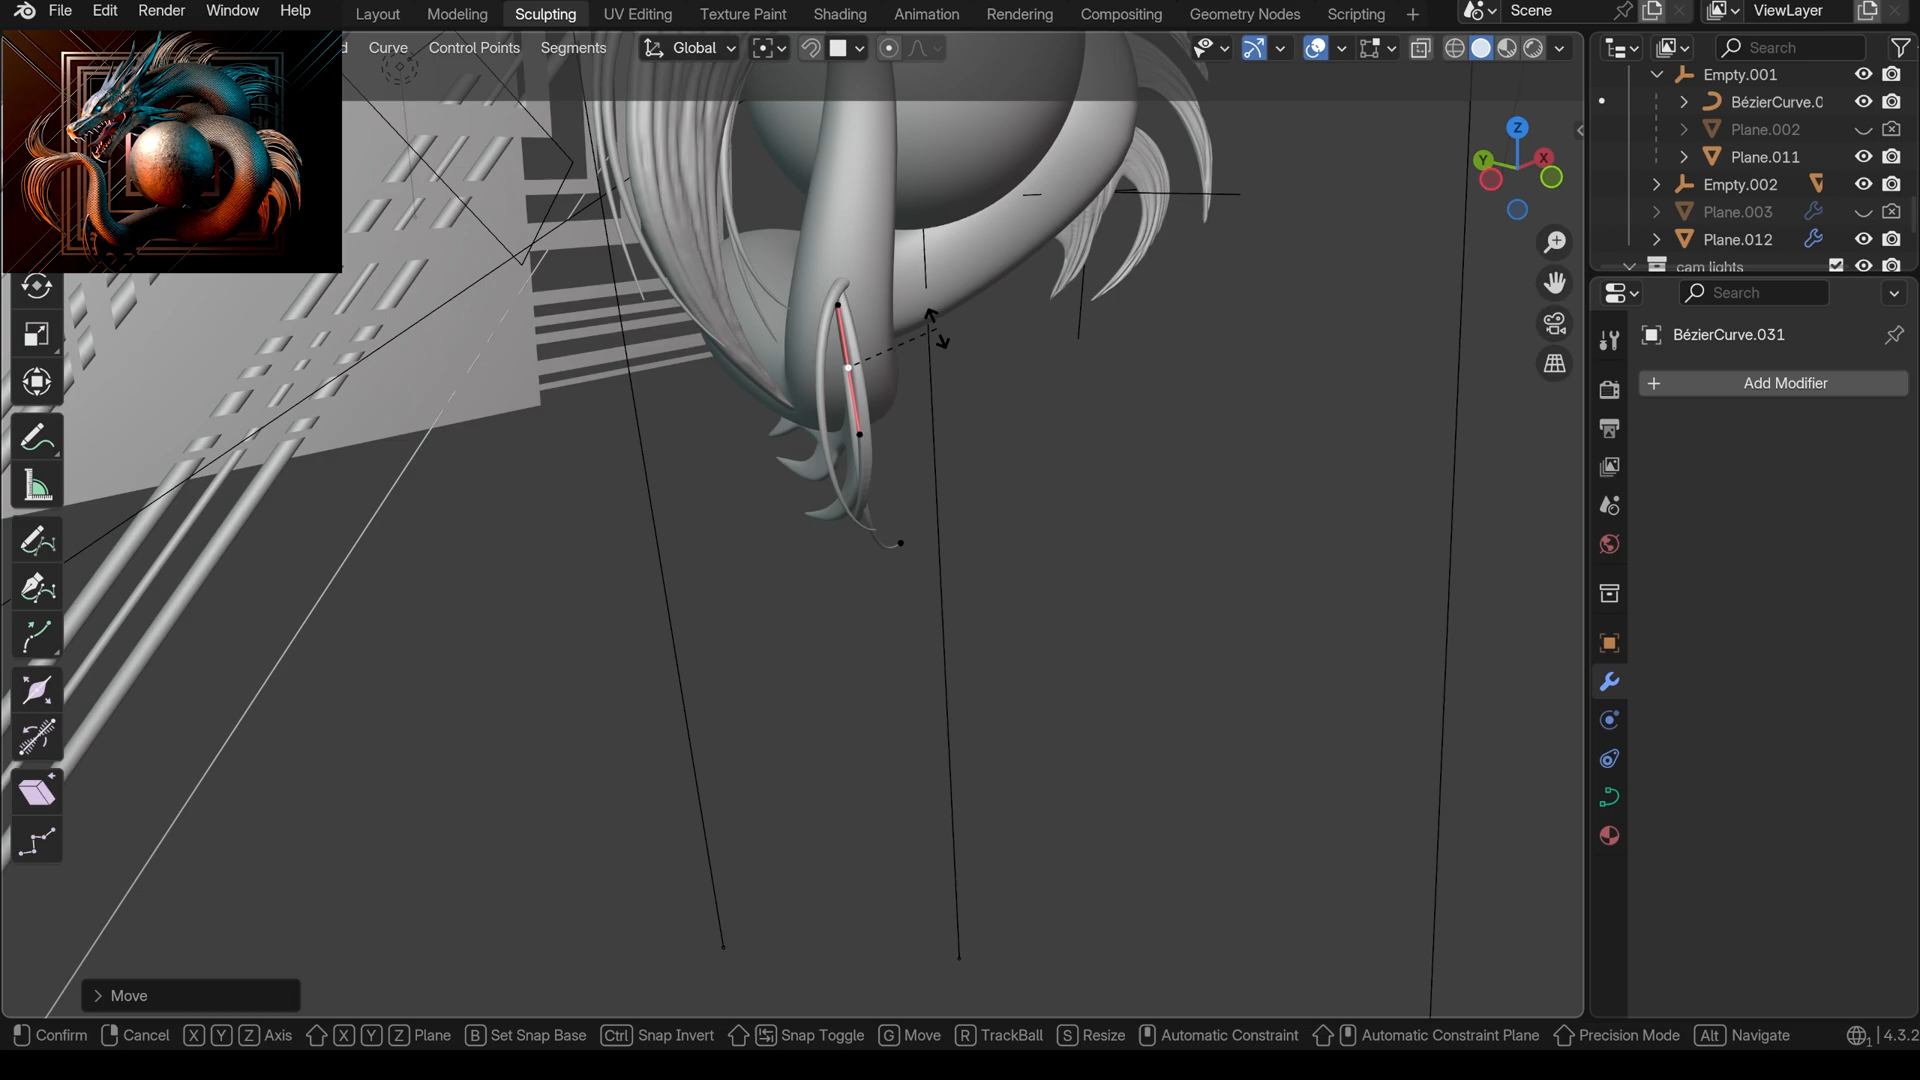 File Edit Render Window Help Layout Modeling Sculpting UV Editing Texture Paint Shading Animation Rendering Compositing Geometry Nodes Scripting + Scene ViewLayer
Curve Control Points Segments Global Search
Empty.001
BézierCurve.0
Plane.002
Plane.011
Empty.002
Plane.003
Plane.012
cam lights
Z
Y X
Search
BézierCurve.031
+ Add Modifier
> Move
Confirm Cancel X Y Z Axis X Y Z Plane B Set Snap Base Ctrl Snap Invert Snap Toggle G Move R TrackBall S Resize Automatic Constraint Automatic Constraint Plane Precision Mode Alt Navigate 4.3.2